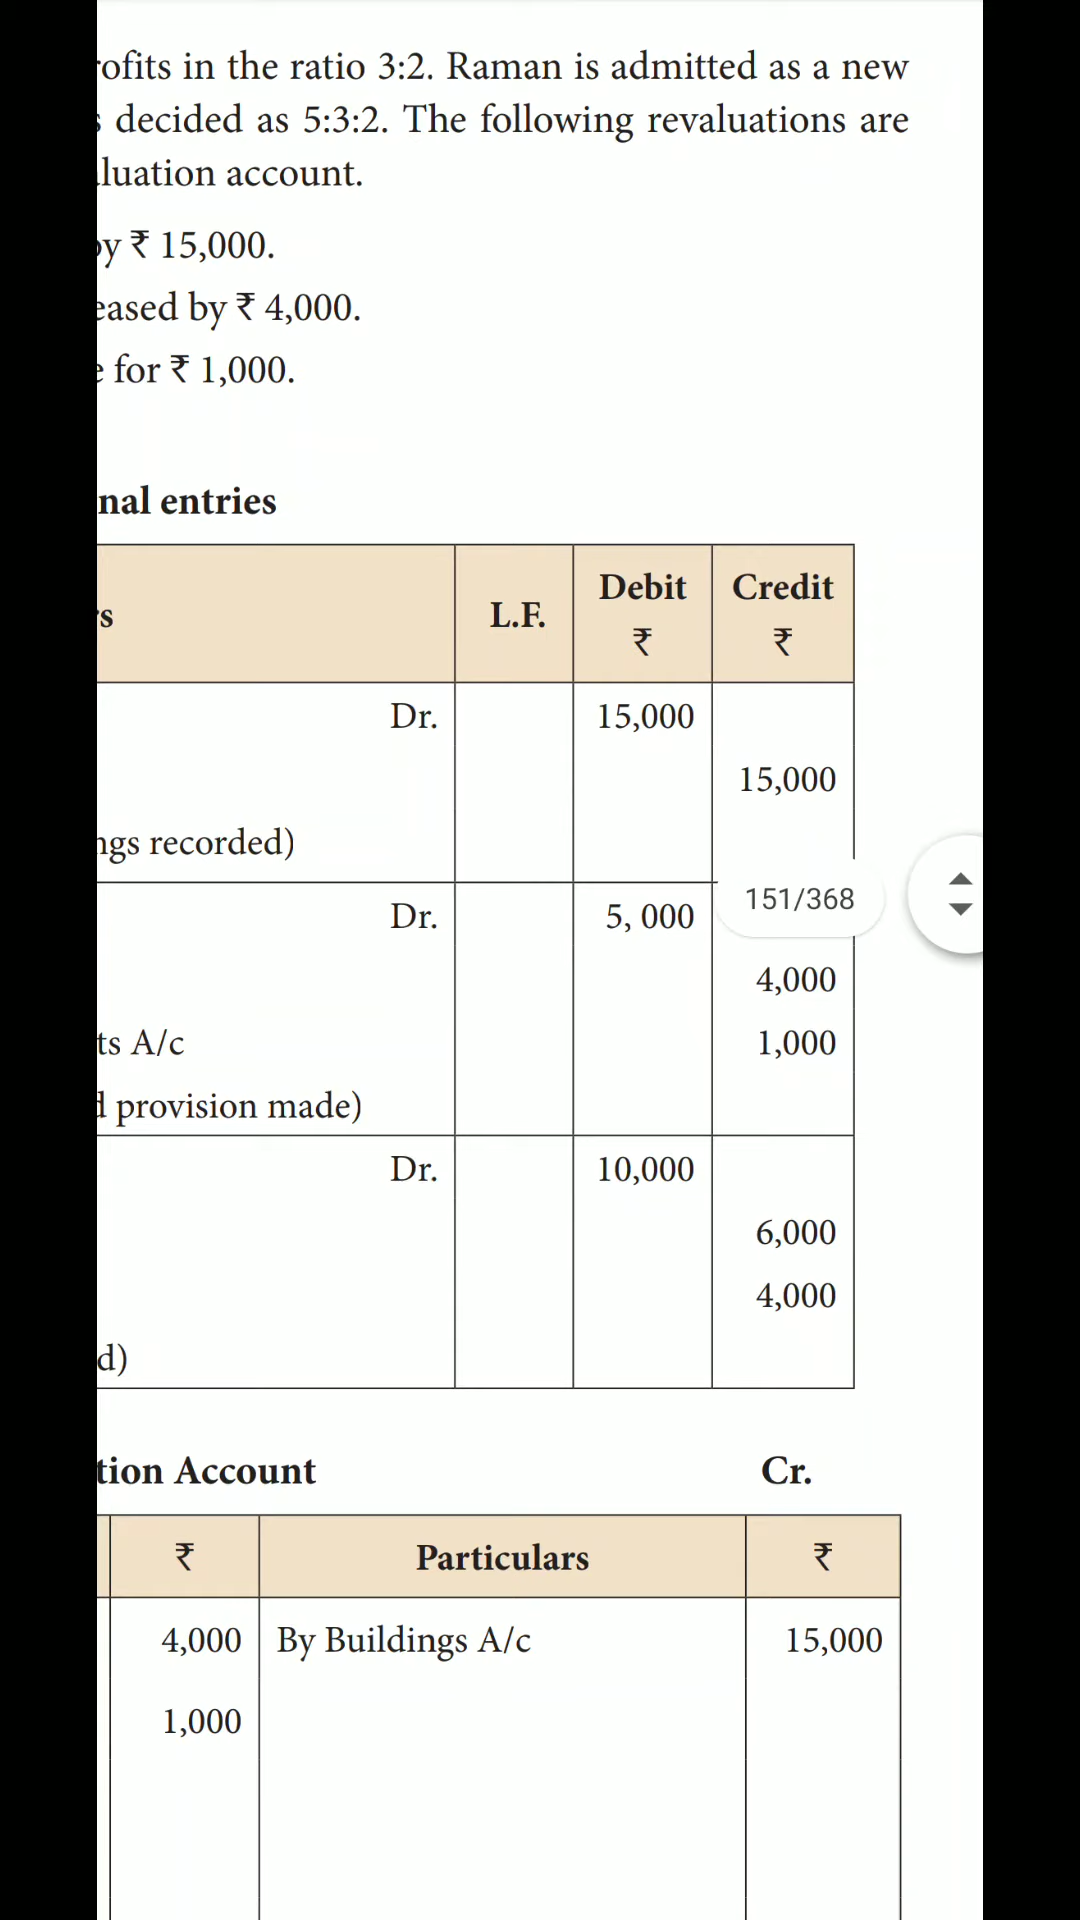 ofits in the ratio 3:2. Raman is admitted as a new
decided as 5:3:2. The following revaluations are
luation account.
₹ 15,000.
eased by ₹ 4,000.
for ₹ 1,000.
nal entries
s L.F. Debit ₹ Credit ₹
Dr. 15,000
15,000
ngs recorded)
Dr. 5, 000
151/368
4,000
ts A/c 1,000
d provision made)
Dr. 10,000
6,000
4,000
d)
tion Account Cr.
₹ Particulars ₹
4,000 By Buildings A/c 15,000
1,000